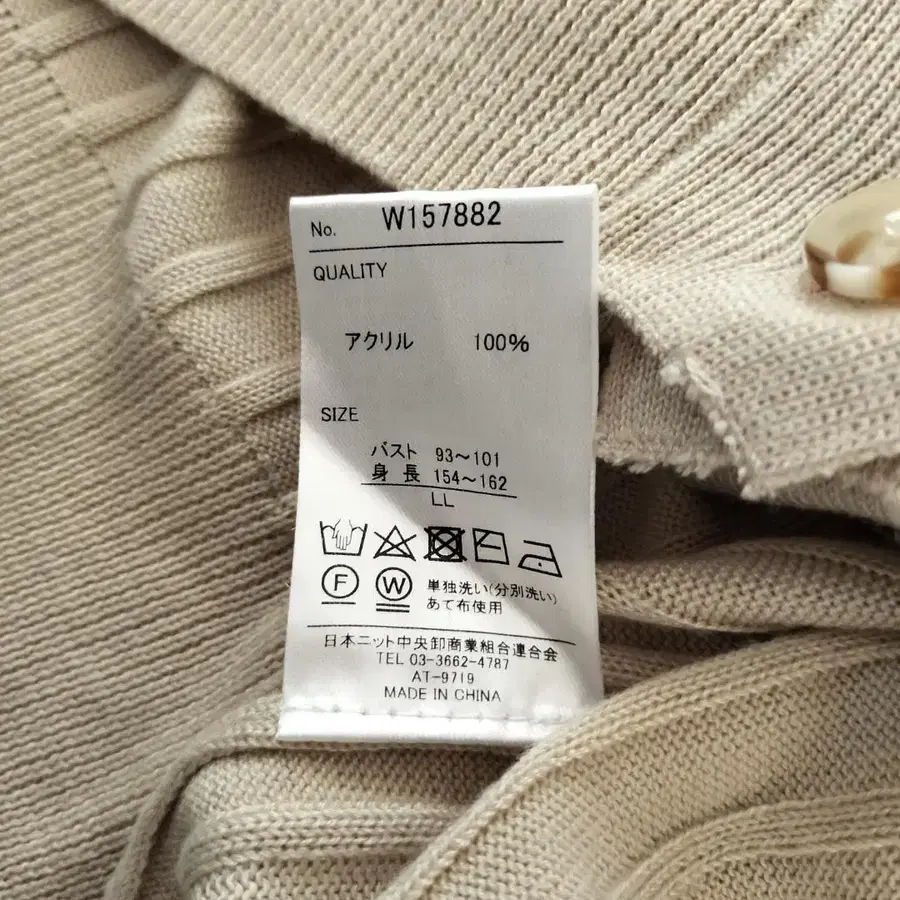 No. W157882
QUALITY
アクリル 100%
SIZE
バスト 93〜101
身長 154〜162
LL
F W 単独洗い(分別洗い)
あて布使用
日本ニット中央卸商業組合連合会
TEL 03-3662-4787
AT-9719
MADE IN CHINA